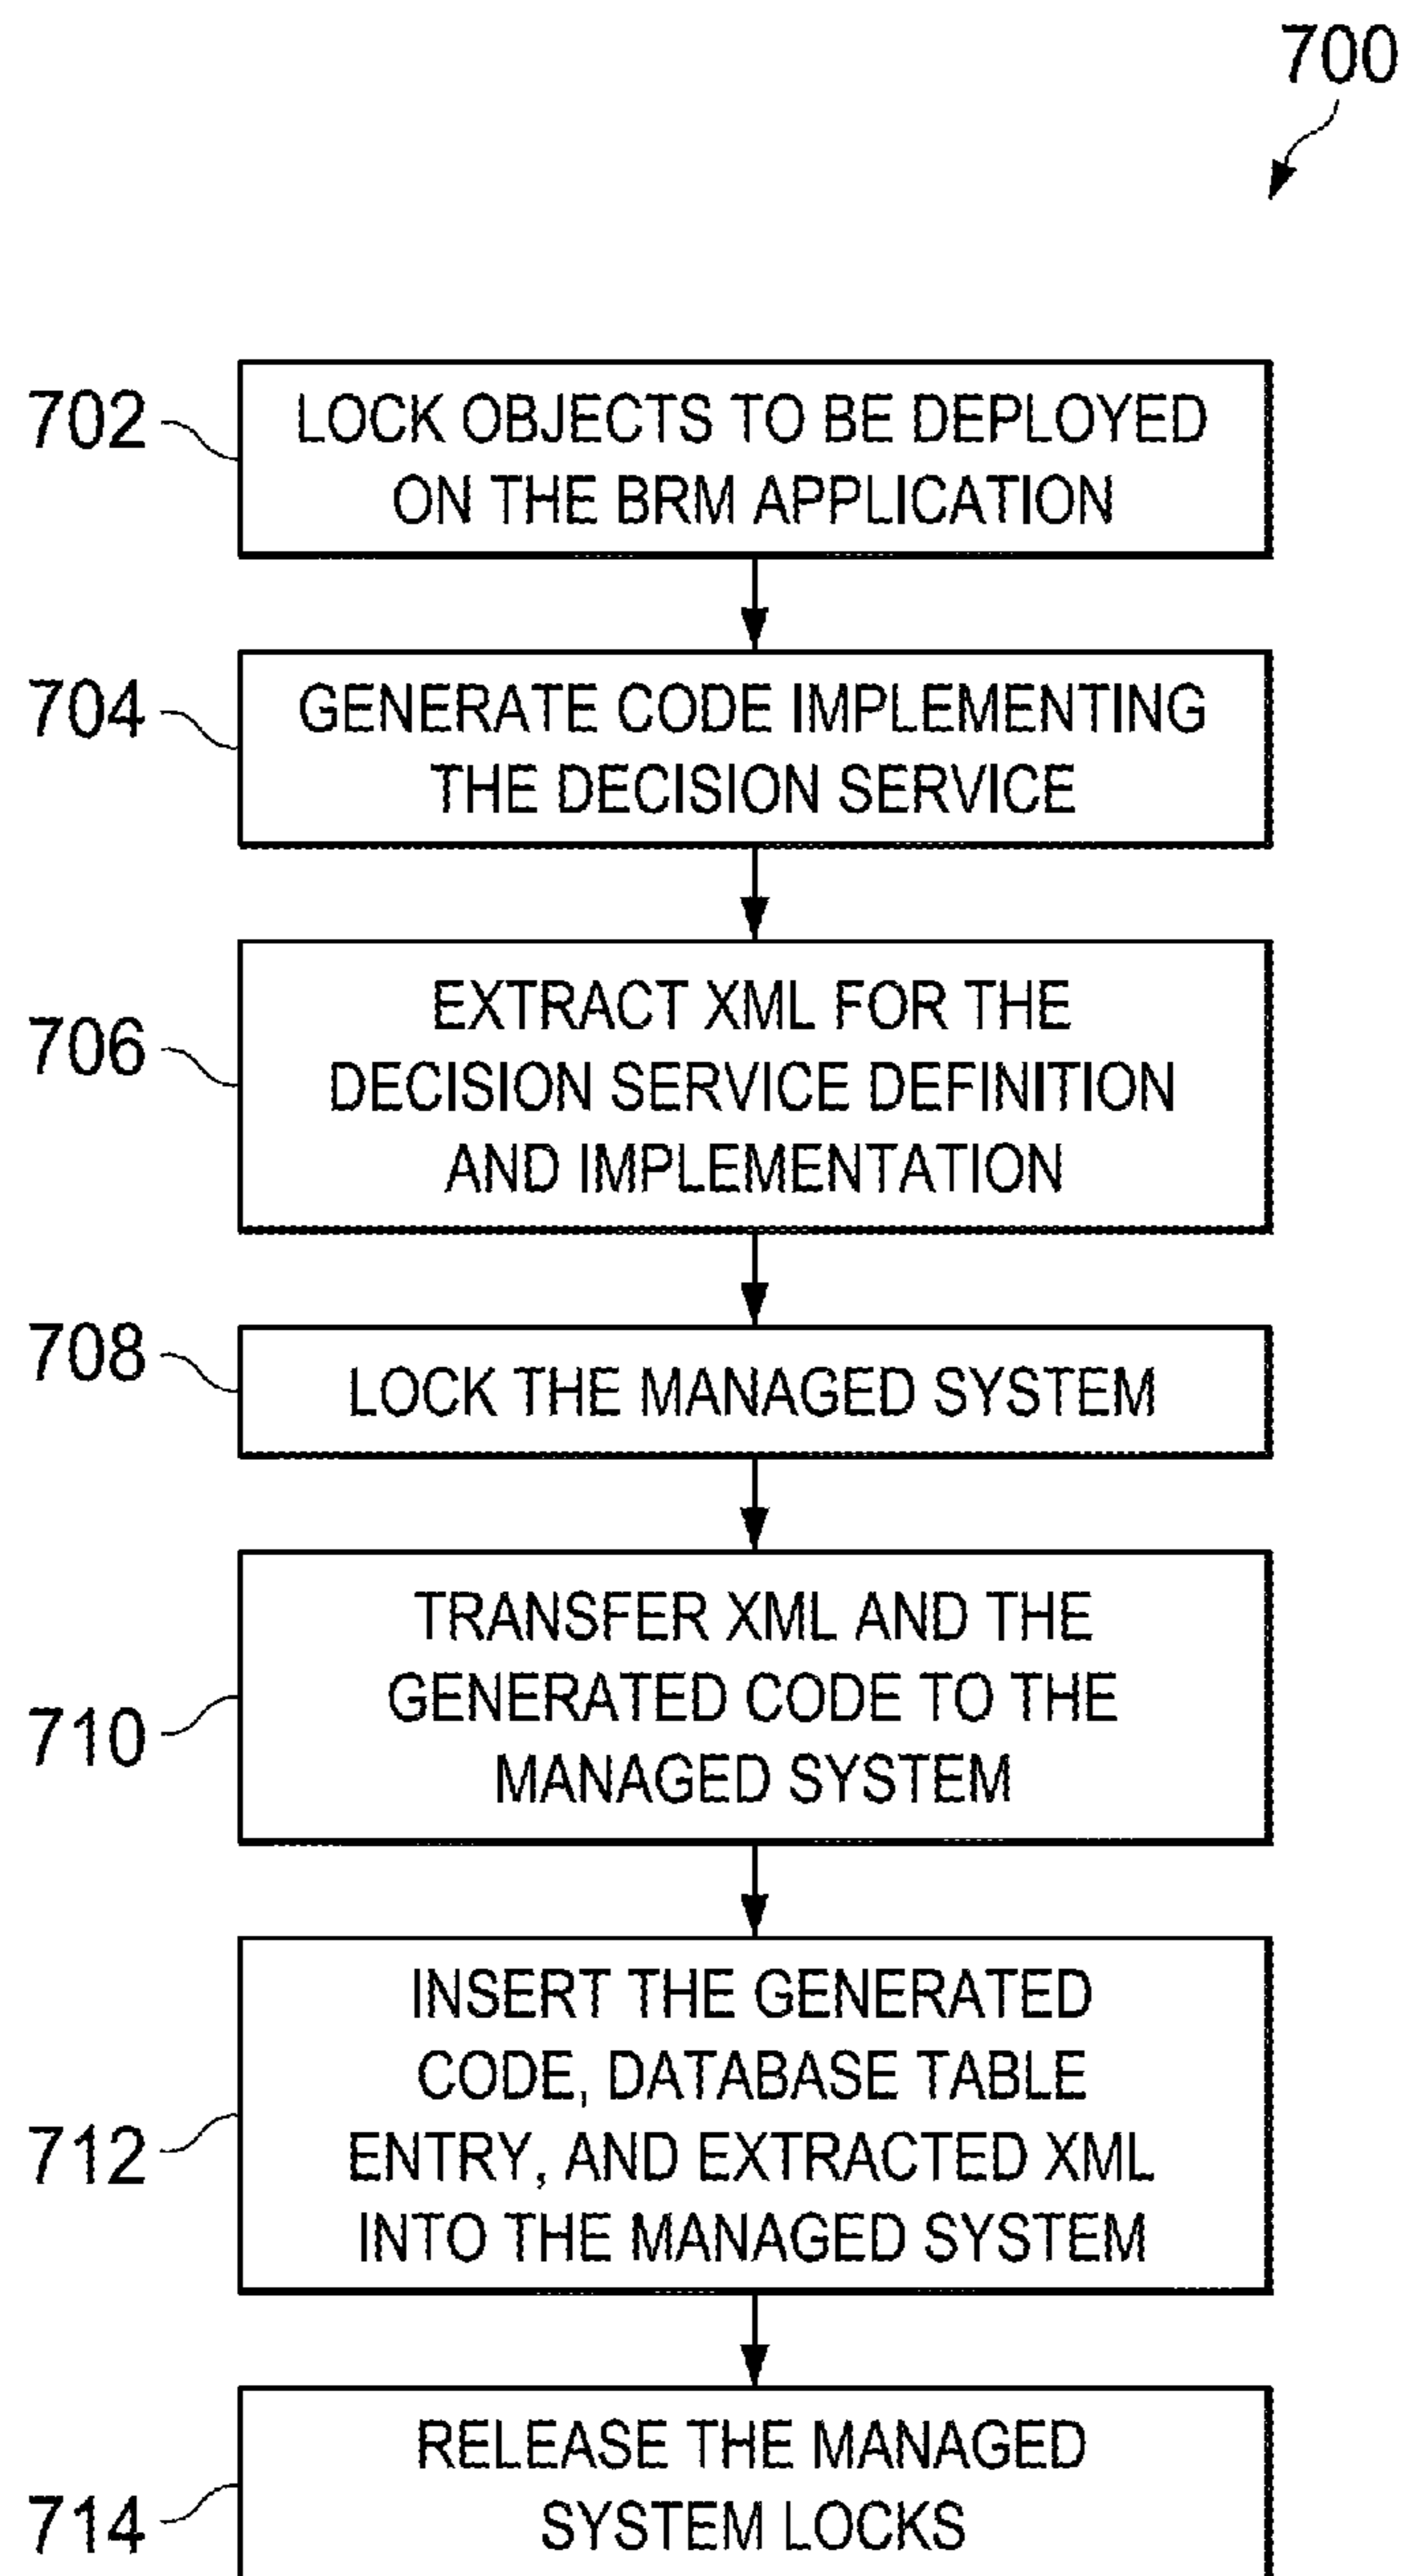 700
702
LOCK OBJECTS TO BE DEPLOYED
ON THE BRM APPLICATION
704
GENERATE CODE IMPLEMENTING
THE DECISION SERVICE
706
EXTRACT XML FOR THE
DECISION SERVICE DEFINITION
AND IMPLEMENTATION
708
LOCK THE MANAGED SYSTEM
710
TRANSFER XML AND THE
GENERATED CODE TO THE
MANAGED SYSTEM
712
INSERT THE GENERATED
CODE, DATABASE TABLE
ENTRY, AND EXTRACTED XML
INTO THE MANAGED SYSTEM
714
RELEASE THE MANAGED
SYSTEM LOCKS